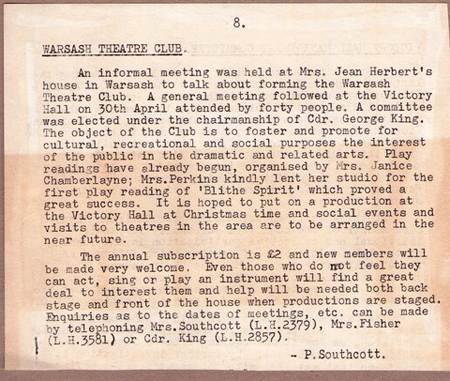 8.
WARSASH THEATRE CLUB.
An informal meeting was held at Mrs. Jean Herbert's
house in Warsash to talk about forming the Warsash
Theatre Club. A general meeting followed at the Victory
Hall on 30th April attended by forty people. A committee
was elected under the chairmanship of Cdr. George King.
The object of the Club is to foster and promote for
cultural, recreational and social purposes the interest
of the public in the dramatic and related arts. Play
readings have already begun, organised by Mrs. Janice
Chamberlayne; Mrs.Perkins kindly lent her studio for the
first play reading of 'Blithe Spirit' which proved a
great success. It is hoped to put on a production at
the Victory Hall at Christmas time and social events and
visits to theatres in the area are to be arranged in the
near future.
The annual subscription is £2 and new members will
be made very welcome. Even those who do not feel they
can act, sing or play an instrument will find a great
deal to interest them and help will be needed both back
stage and front of the house when productions are staged.
Enquiries as to the dates of meetings, etc. can be made
by telephoning Mrs.Southcott (L.H.2379), Mrs.Fisher
(L.H.3581) or Cdr. King (L.H.2857).
- P.Southcott.